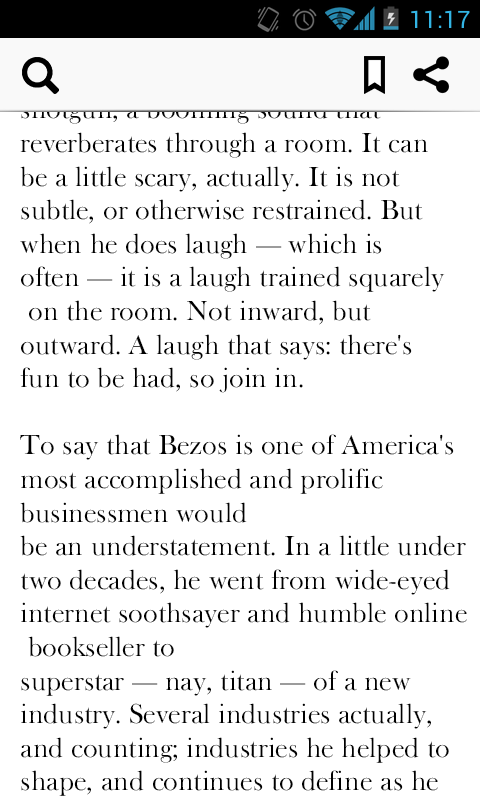 11:17
shotgun, a booming sound that
reverberates through a room. It can
be a little scary, actually. It is not
subtle, or otherwise restrained. But
when he does laugh — which is
often — it is a laugh trained squarely
on the room. Not inward, but
outward. A laugh that says: there's
fun to be had, so join in.
To say that Bezos is one of America's
most accomplished and prolific
businessmen would
be an understatement. In a little under
two decades, he went from wide-eyed
internet soothsayer and humble online
bookseller to
superstar — nay, titan — of a new
industry. Several industries actually,
and counting; industries he helped to
shape, and continues to define as he